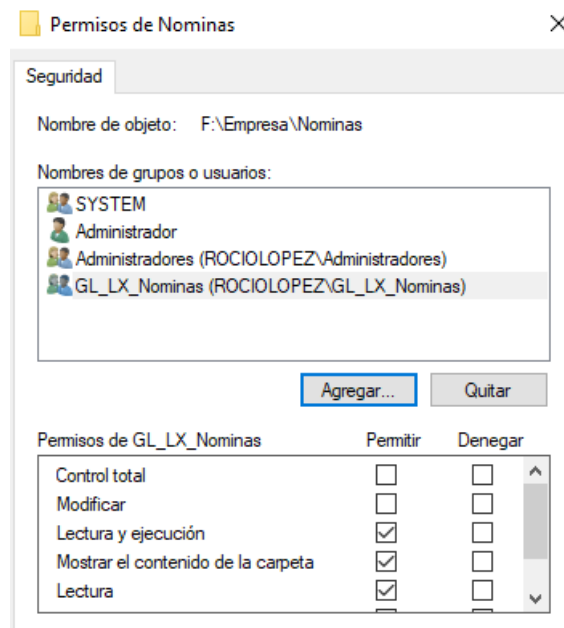 Permisos de Nominas
Seguridad
Nombre de objeto: F:\Empresa\Nominas
Nombres de grupos o usuarios:
SYSTEM
Administrador
Administradores (ROCIOLOPEZ\Administradores)
GL_LX_Nominas (ROCIOLOPEZ\GL_LX_Nominas)
Agregar... Quitar
Permisos de GL_LX_Nominas Permitir Denegar
Control total
Modificar
Lectura y ejecución
Mostrar el contenido de la carpeta
Lectura